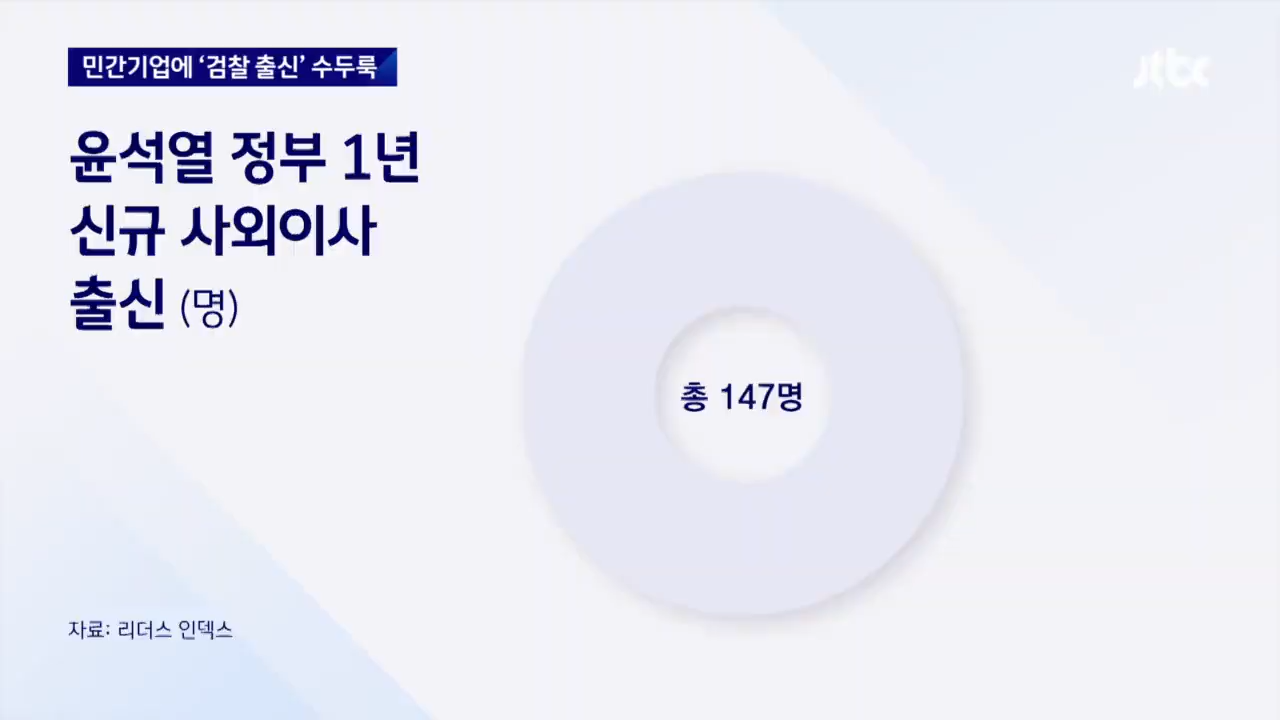 민간기업에 ‘검찰 출신’ 수두룩
jtbc
윤석열 정부 1년
신규 사외이사
출신 (명)
총 147명
자료: 리더스 인덱스